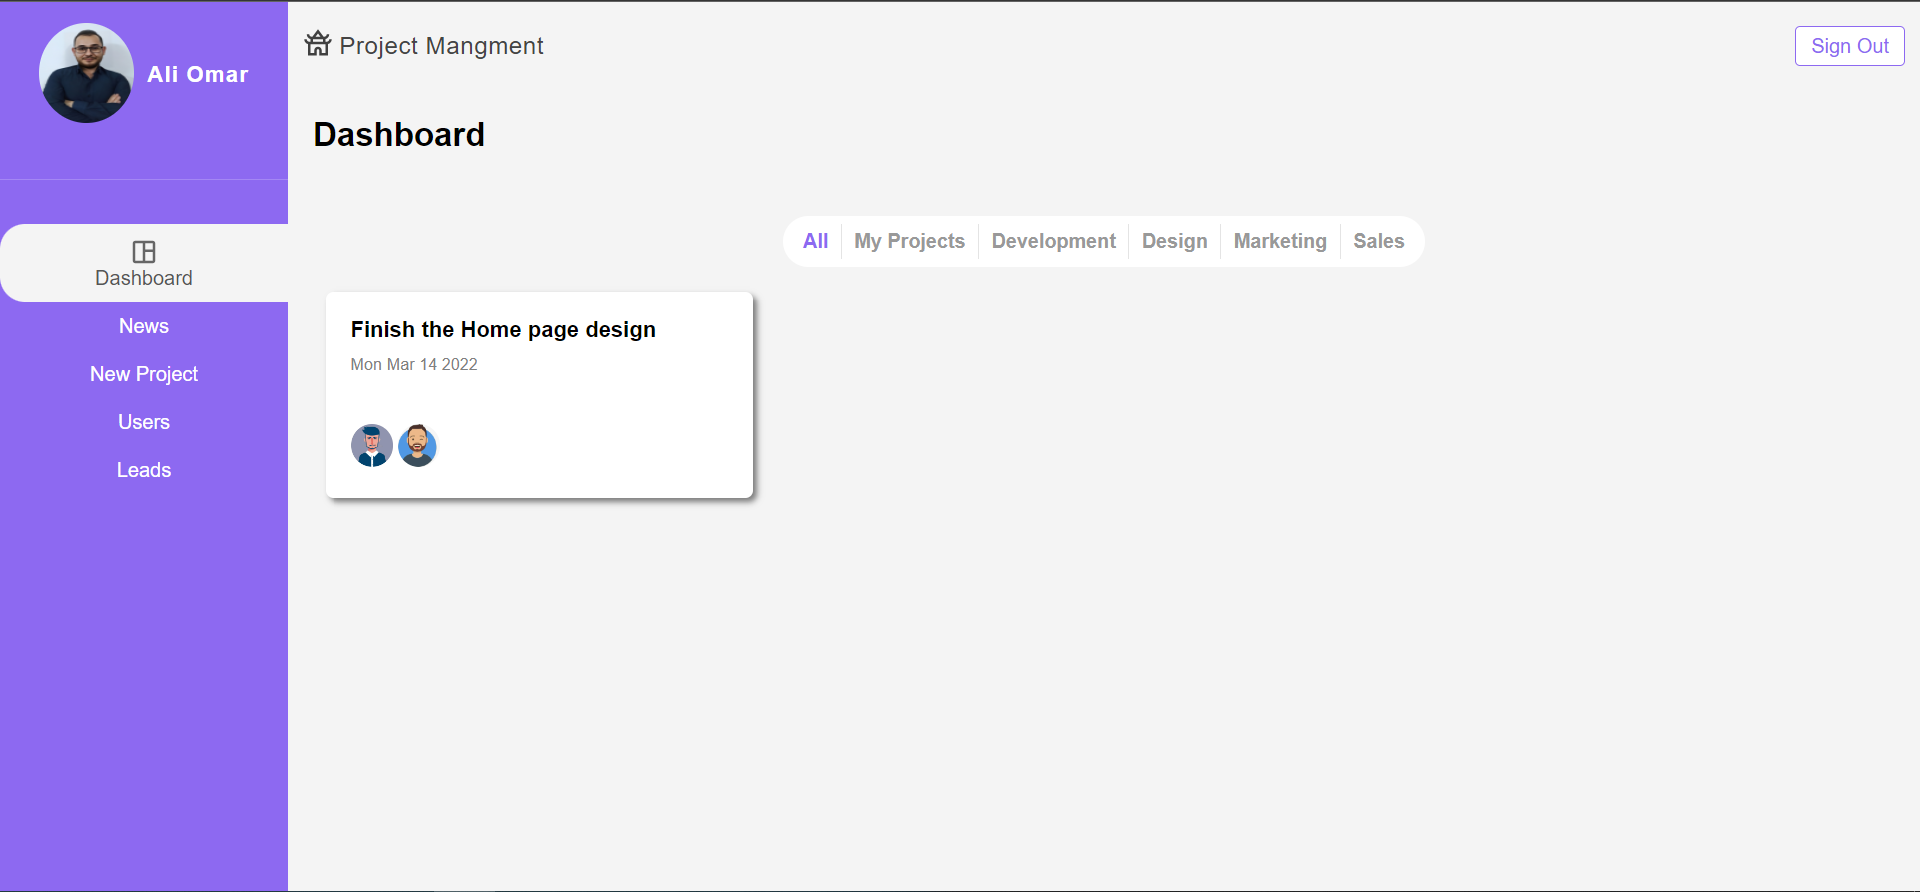 Ali Omar
Dashboard
News
New Project
Users
Leads
Project Mangment
Sign Out
Dashboard
All
My Projects
Development
Design
Marketing
Sales
Finish the Home page design
Mon Mar 14 2022